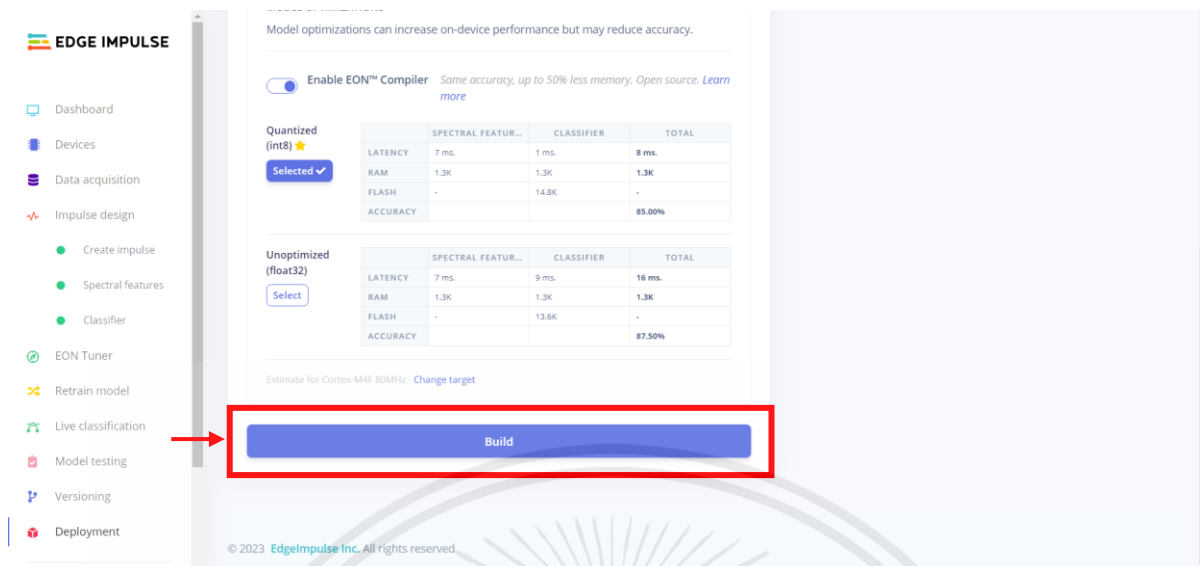 EDGE IMPULSE
Dashboard
Devices
Data acquisition
Impulse design
Create impulse
Spectral features
Classifier
EON Tuner
Retrain model
Live classification
Model testing
Versioning
Deployment
Model optimizations can increase on-device performance but may reduce accuracy.
Enable EON™ Compiler Same accuracy, up to 50% less memory. Open source. Learn
more
Quantized
(int8)
Selected
SPECTRAL FEATUR... CLASSIFIER TOTAL
LATENCY 7 ms. 1 ms. 8 ms.
RAM 1.3K 1.3K 1.3K
FLASH - 14.8K -
ACCURACY 85.00%
Unoptimized
(float32)
Select
SPECTRAL FEATUR... CLASSIFIER TOTAL
LATENCY 7 ms. 9 ms. 16 ms.
RAM 1.3K 1.3K 1.3K
FLASH - 13.6K -
ACCURACY 87.50%
Estimate for Cortex-M4F 80MHz - Change target
Build
© 2023 EdgeImpulse Inc. All rights reserved